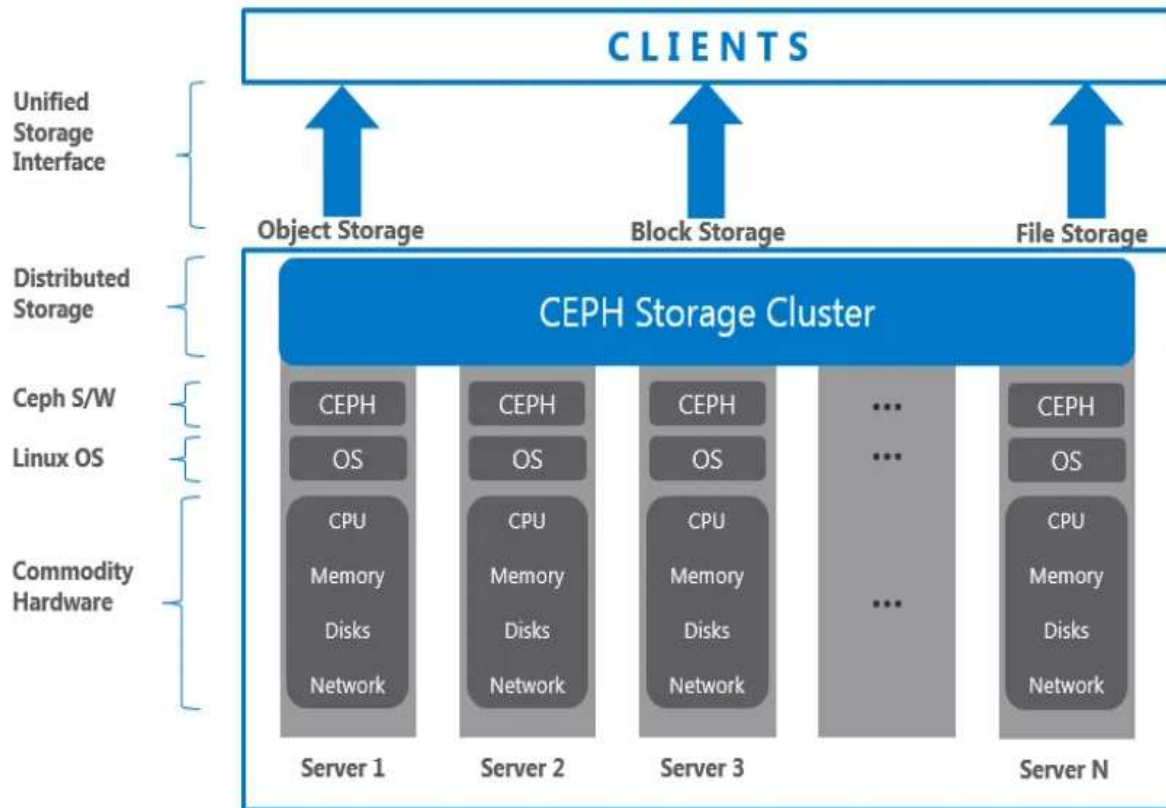 CLIENTS
Unified
Storage
Interface
Object Storage
Block Storage
File Storage
Distributed
Storage
CEPH Storage Cluster
Ceph S/W
CEPH
CEPH
CEPH
...
CEPH
Linux OS
OS
OS
OS
...
OS
Commodity
Hardware
CPU
Memory
Disks
Network
CPU
Memory
Disks
Network
CPU
Memory
Disks
Network
...
CPU
Memory
Disks
Network
Server 1
Server 2
Server 3
Server N